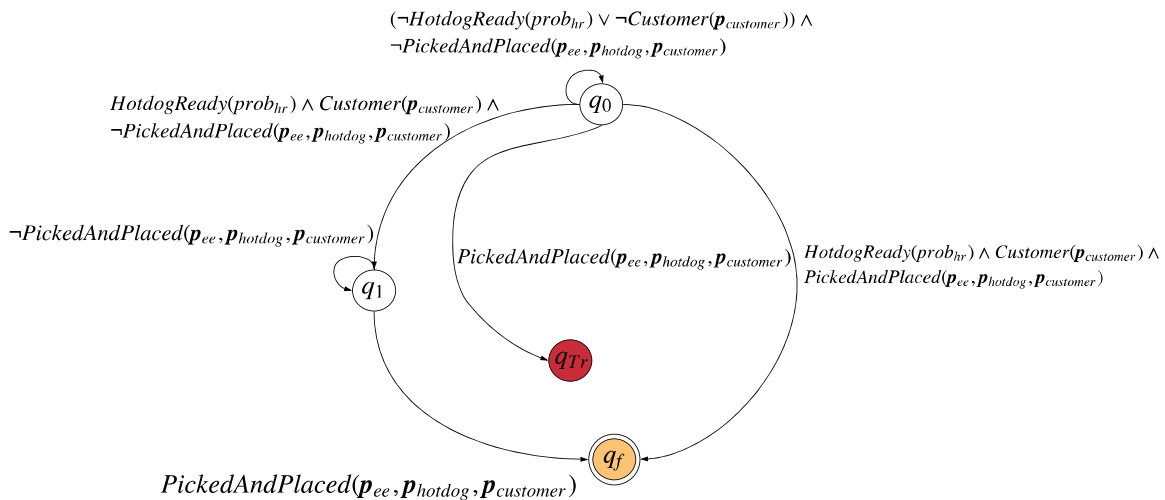 (¬HotdogReady(prob_hr) ∨ ¬Customer(p_customer)) ∧
¬PickedAndPlaced(p_ee, p_hotdog, p_customer)
q_0
HotdogReady(prob_hr) ∧ Customer(p_customer) ∧
¬PickedAndPlaced(p_ee, p_hotdog, p_customer)
¬PickedAndPlaced(p_ee, p_hotdog, p_customer)
q_1
PickedAndPlaced(p_ee, p_hotdog, p_customer)
HotdogReady(prob_hr) ∧ Customer(p_customer) ∧
PickedAndPlaced(p_ee, p_hotdog, p_customer)
q_Tr
q_f
PickedAndPlaced(p_ee, p_hotdog, p_customer)